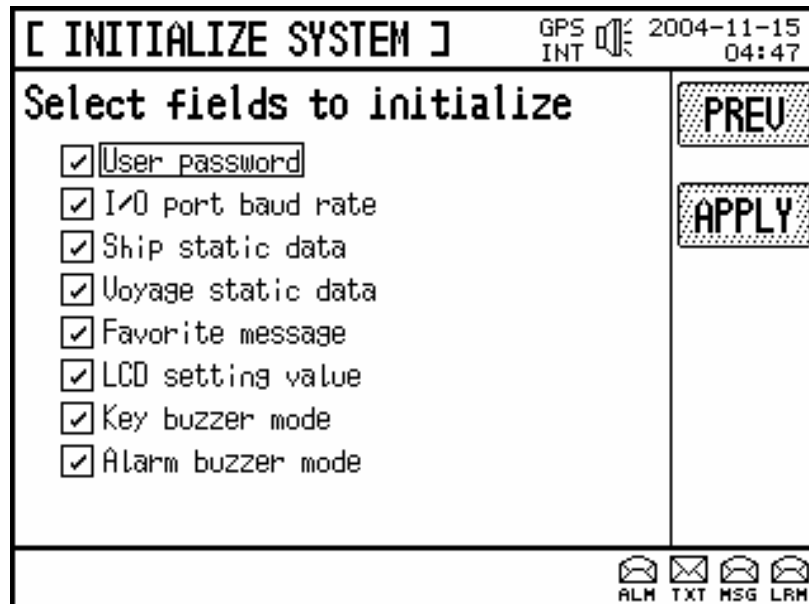 [ INITIALIZE SYSTEM ]
GPS
INT
2004-11-15
04:47
Select fields to initialize
User password
I/O port baud rate
Ship static data
Voyage static data
Favorite message
LCD setting value
Key buzzer mode
Alarm buzzer mode
PREV
APPLY
ALM TXT MSG LRM